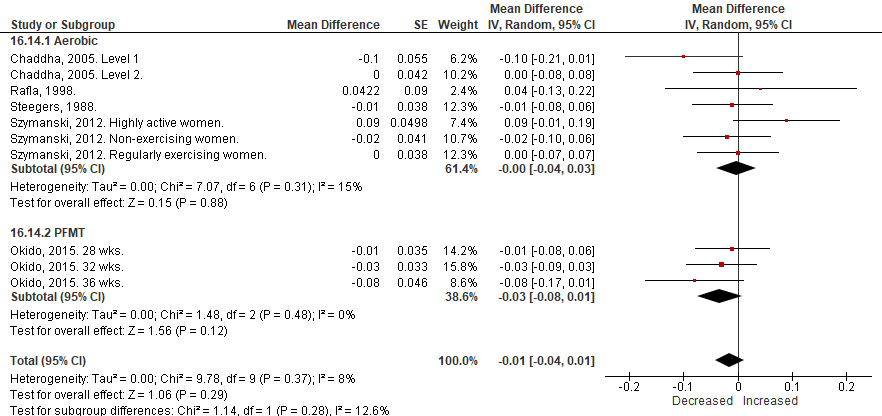 Mean Difference Mean Difference
Study or Subgroup Mean Difference SE Weight IV, Random, 95% CI IV, Random, 95% CI
16.14.1 Aerobic
Chaddha, 2005. Level 1 -0.1 0.055 6.2% -0.10 [-0.21, 0.01]
Chaddha, 2005. Level 2. 0 0.042 10.2% 0.00 [-0.08, 0.08]
Rafla, 1998. 0.0422 0.09 2.4% 0.04 [-0.13, 0.22]
Steegers, 1988. -0.01 0.038 12.3% -0.01 [-0.08, 0.06]
Szymanski, 2012. Highly active women. 0.09 0.0498 7.4% 0.09 [-0.01, 0.19]
Szymanski, 2012. Non-exercising women. -0.02 0.041 10.7% -0.02 [-0.10, 0.06]
Szymanski, 2012. Regularly exercising women. 0 0.038 12.3% 0.00 [-0.07, 0.07]
Subtotal (95% CI) 61.4% -0.00 [-0.04, 0.03]
Heterogeneity: Tau² = 0.00; Chi² = 7.07, df = 6 (P = 0.31); I² = 15%
Test for overall effect: Z = 0.15 (P = 0.88)
16.14.2 PFMT
Okido, 2015. 28 wks. -0.01 0.035 14.2% -0.01 [-0.08, 0.06]
Okido, 2015. 32 wks. -0.03 0.033 15.8% -0.03 [-0.09, 0.03]
Okido, 2015. 36 wks. -0.08 0.046 8.6% -0.08 [-0.17, 0.01]
Subtotal (95% CI) 38.6% -0.03 [-0.08, 0.01]
Heterogeneity: Tau² = 0.00; Chi² = 1.48, df = 2 (P = 0.48); I² = 0%
Test for overall effect: Z = 1.56 (P = 0.12)
Total (95% CI) 100.0% -0.01 [-0.04, 0.01]
Heterogeneity: Tau² = 0.00; Chi² = 9.78, df = 9 (P = 0.37); I² = 8%
-0.2 -0.1 0 0.1 0.2
Test for overall effect: Z = 1.06 (P = 0.29)
Decreased Increased
Test for subgroup differences: Chi² = 1.14, df = 1 (P = 0.28), I² = 12.6%